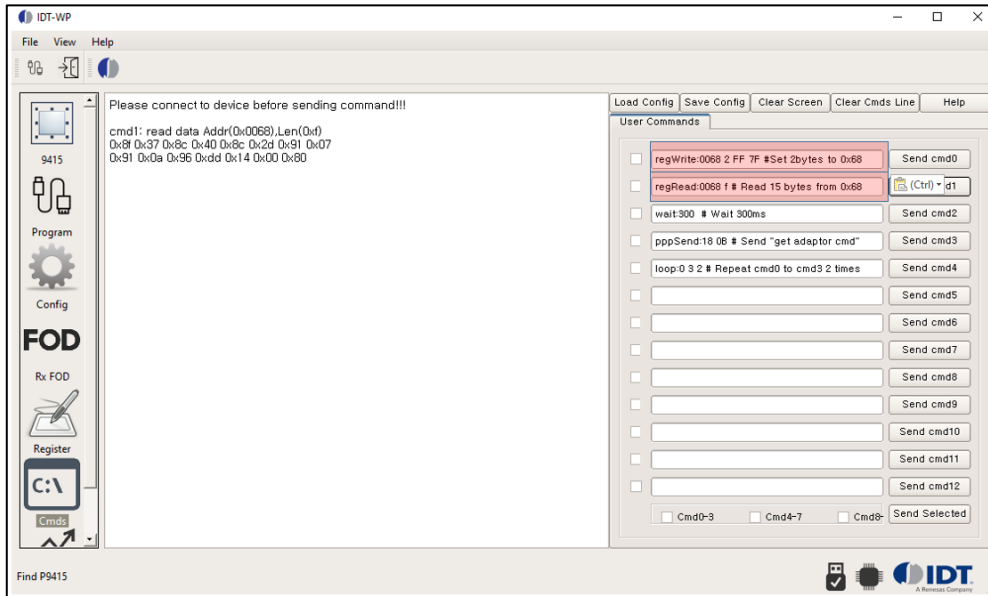 IDT-WP
File View Help
9415
Program
Config
FOD
Rx FOD
Register
C:\
Cmds
Please connect to device before sending command!!!
cmd1: read data Addr(0x0068),Len(0xf)
0x8f 0x37 0x8c 0x40 0x8c 0x2d 0x91 0x07
0x91 0x0a 0x96 0xdd 0x14 0x00 0x80
Load Config Save Config Clear Screen Clear Cmds Line Help
User Commands
regWrite:0068 2 FF 7F #Set 2bytes to 0x68 Send cmd0
regRead:0068 f # Read 15 bytes from 0x68 (Ctrl) d1
wait:300 # Wait 300ms Send cmd2
pppSend:18 0B # Send "get adaptor cmd" Send cmd3
loop:0 3 2 # Repeat cmd0 to cmd3 2 times Send cmd4
Send cmd5
Send cmd6
Send cmd7
Send cmd8
Send cmd9
Send cmd10
Send cmd11
Send cmd12
Cmd0-3 Cmd4-7 Cmd8- Send Selected
Find P9415
IDT
A Renesas Company